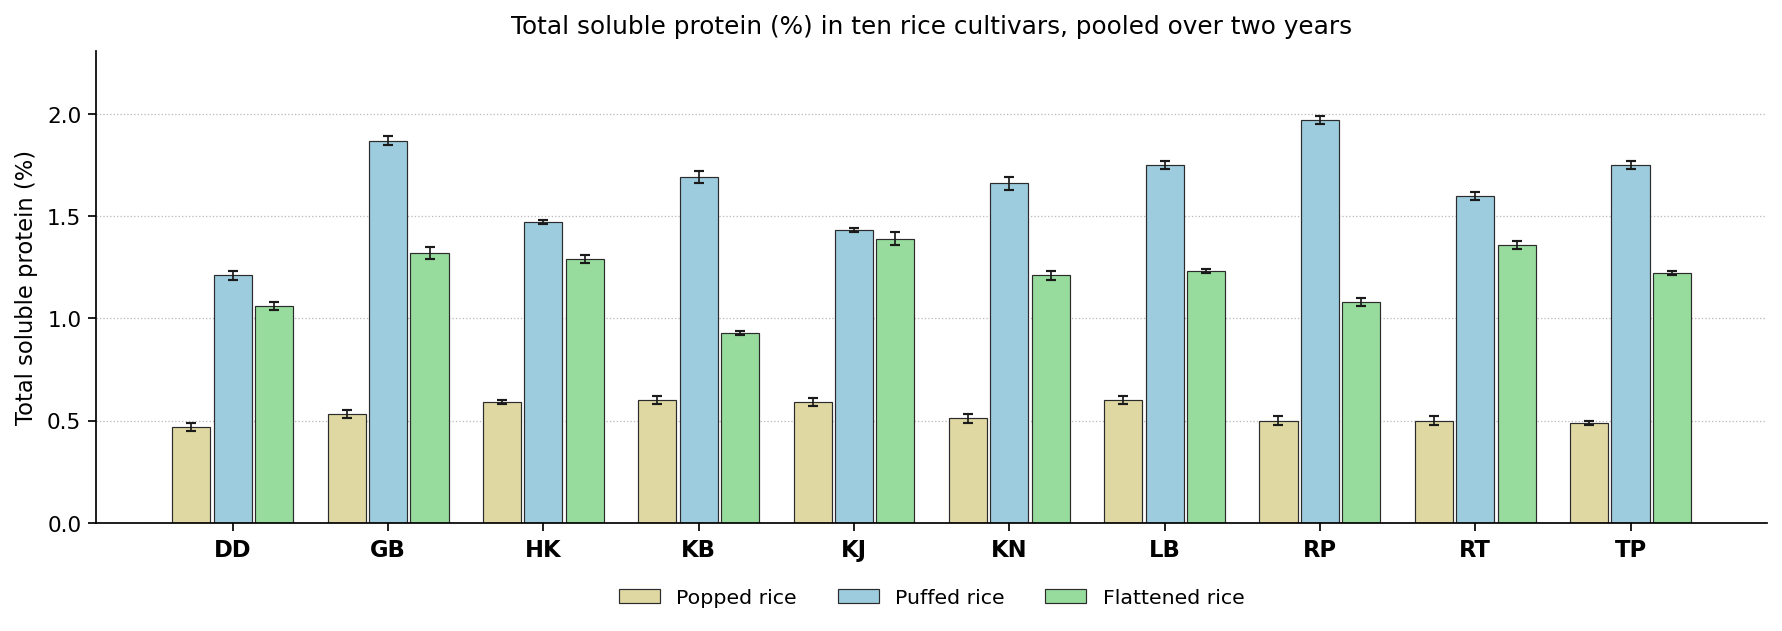 Total soluble protein (%) in ten rice cultivars, pooled over two years
Total soluble protein (%)
2.0
1.5
1.0
0.5
0.0
DD GB HK KB KJ KN LB RP RT TP
Popped rice Puffed rice Flattened rice